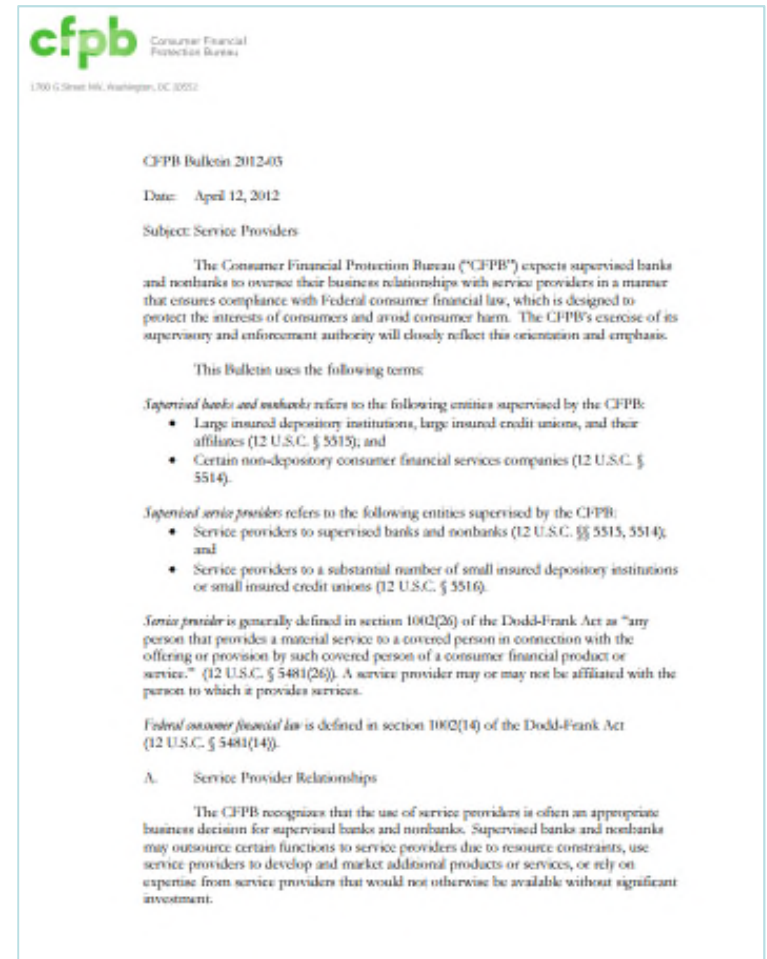 cfpb Consumer Financial
Protection Bureau
1700 G Street NW, Washington, DC 20552
CFPB Bulletin 2012-03
Date: April 12, 2012
Subject: Service Providers
The Consumer Financial Protection Bureau (“CFPB”) expects supervised banks
and nonbanks to oversee their business relationships with service providers in a manner
that ensures compliance with Federal consumer financial law, which is designed to
protect the interests of consumers and avoid consumer harm. The CFPB’s exercise of its
supervisory and enforcement authority will closely reflect this orientation and emphasis.
This Bulletin uses the following terms:
Supervised banks and nonbanks refers to the following entities supervised by the CFPB:
• Large insured depository institutions, large insured credit unions, and their
affiliates (12 U.S.C. § 5515); and
• Certain non-depository consumer financial services companies (12 U.S.C. §
5514).
Supervised service providers refers to the following entities supervised by the CFPB:
• Service providers to supervised banks and nonbanks (12 U.S.C. §§ 5515, 5514);
and
• Service providers to a substantial number of small insured depository institutions
or small insured credit unions (12 U.S.C. § 5516).
Service provider is generally defined in section 1002(26) of the Dodd-Frank Act as “any
person that provides a material service to a covered person in connection with the
offering or provision by such covered person of a consumer financial product or
service.” (12 U.S.C. § 5481(26)). A service provider may or may not be affiliated with the
person to which it provides services.
Federal consumer financial law is defined in section 1002(14) of the Dodd-Frank Act
(12 U.S.C. § 5481(14)).
A. Service Provider Relationships
The CFPB recognizes that the use of service providers is often an appropriate
business decision for supervised banks and nonbanks. Supervised banks and nonbanks
may outsource certain functions to service providers due to resource constraints, use
service providers to develop and market additional products or services, or rely on
expertise from service providers that would not otherwise be available without significant
investment.